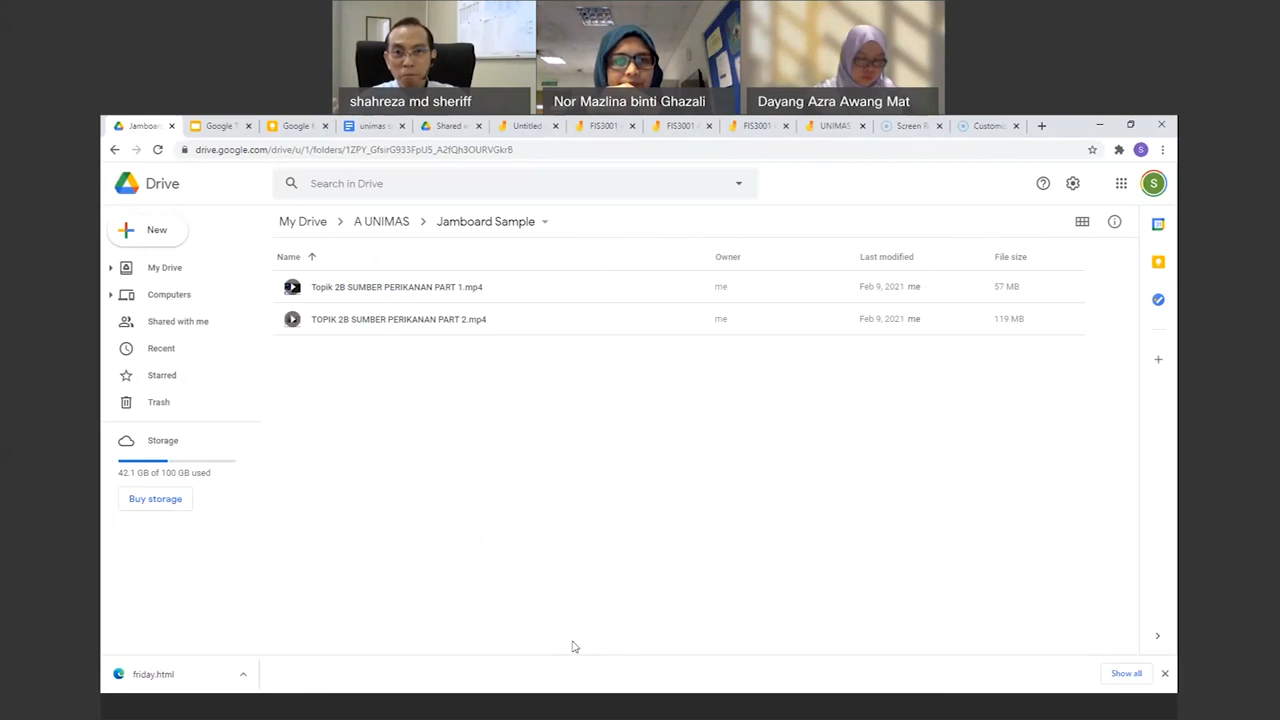 shahreza md sheriff
Nor Mazlina binti Ghazali
Dayang Azra Awang Mat
Jamboard
Google T
Google K
unimas s
Shared w
Untitled
FIS3001
FIS3001
FIS3001
UNIMAS
Screen R
Customi
drive.google.com/drive/u/1/folders/1ZPY_GfsirG933FpU5_A2fQh3OURVGkrB
S
Drive
Search in Drive
S
New
My Drive
A UNIMAS
Jamboard Sample
Name
Owner
Last modified
File size
My Drive
Topik 2B SUMBER PERIKANAN PART 1.mp4
me
Feb 9, 2021 me
57 MB
Computers
TOPIK 2B SUMBER PERIKANAN PART 2.mp4
me
Feb 9, 2021 me
119 MB
Shared with me
Recent
Starred
Trash
Storage
42.1 GB of 100 GB used
Buy storage
friday.html
Show all